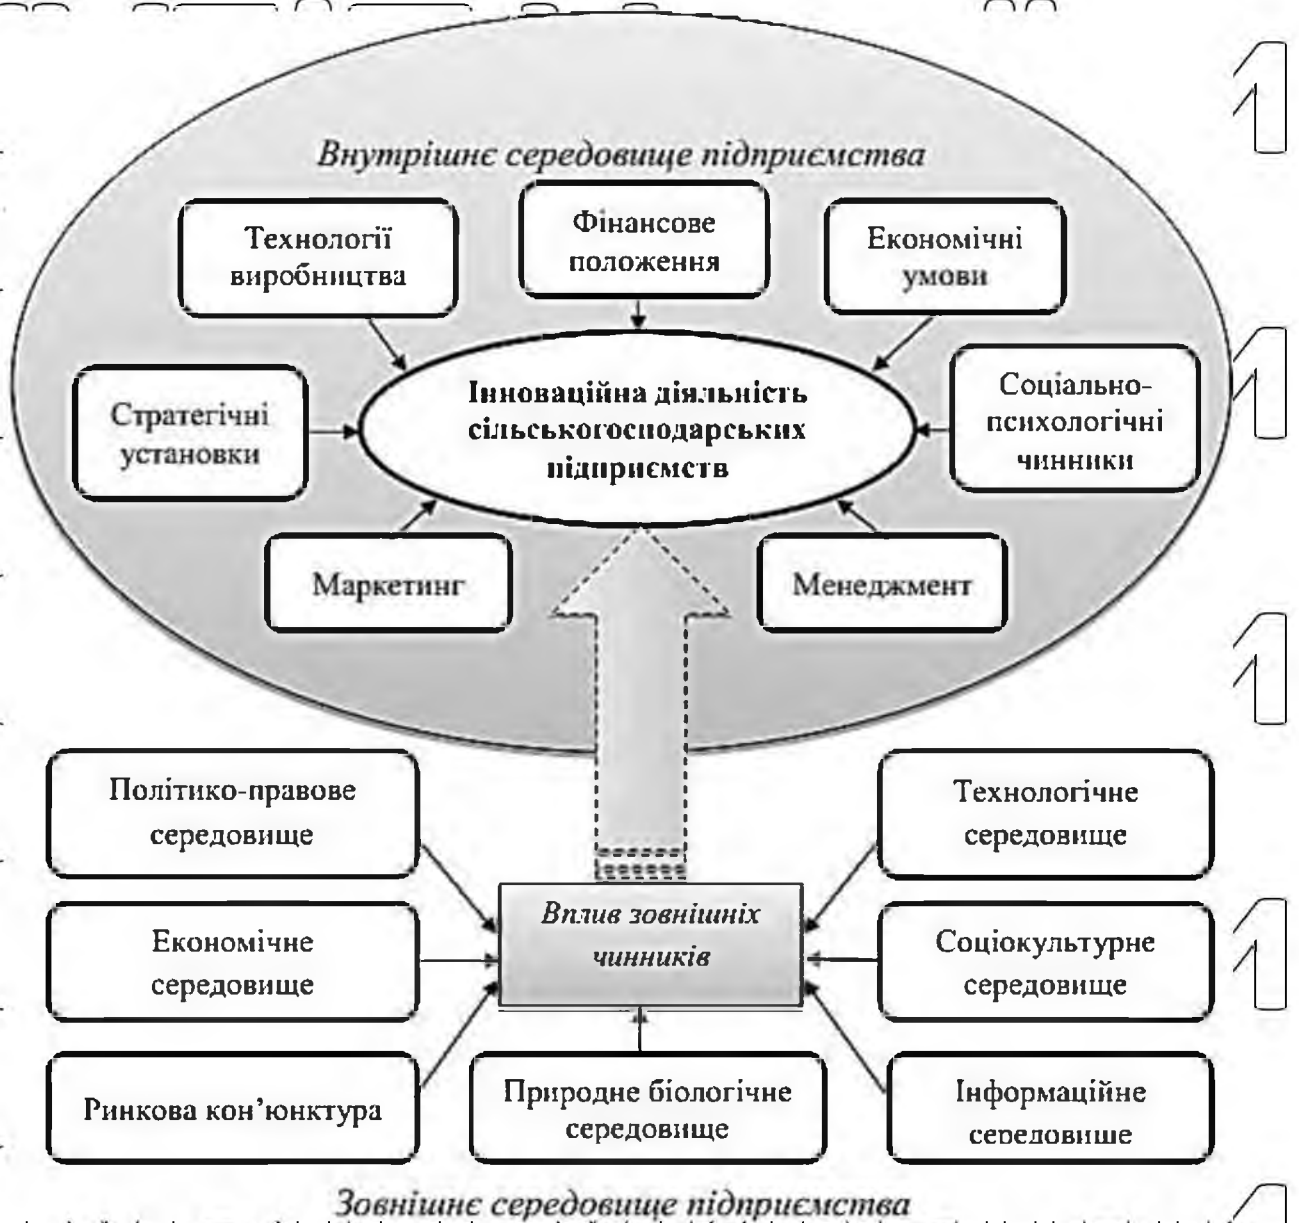 Внутрішнє середовище підприємства
Технології
виробництва
Фінансове
положення
Економічні
умови
Стратегічні
установки
Інноваційна діяльність
сільськогосподарських
підприємств
Соціально-
психологічні
чинники
Маркетинг
Менеджмент
Політико-правове
середовище
Технологічне
середовище
Вплив зовнішніх
чинників
Економічне
середовище
Соціокультурне
середовище
Ринкова кон’юнктура
Природне біологічне
середовище
Інформаційне
середовище
Зовнішнє середовище підприємства